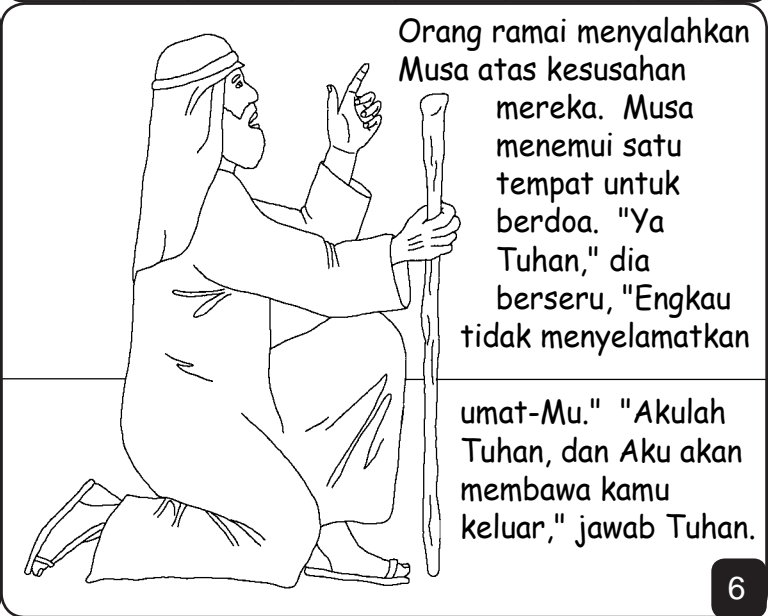 Orang ramai menyalahkan
Musa atas kesusahan
mereka.  Musa
menemui satu
tempat untuk
berdoa.  "Ya
Tuhan," dia
berseru, "Engkau
tidak menyelamatkan
umat-Mu."  "Akulah
Tuhan, dan Aku akan
membawa kamu
keluar," jawab Tuhan.
6